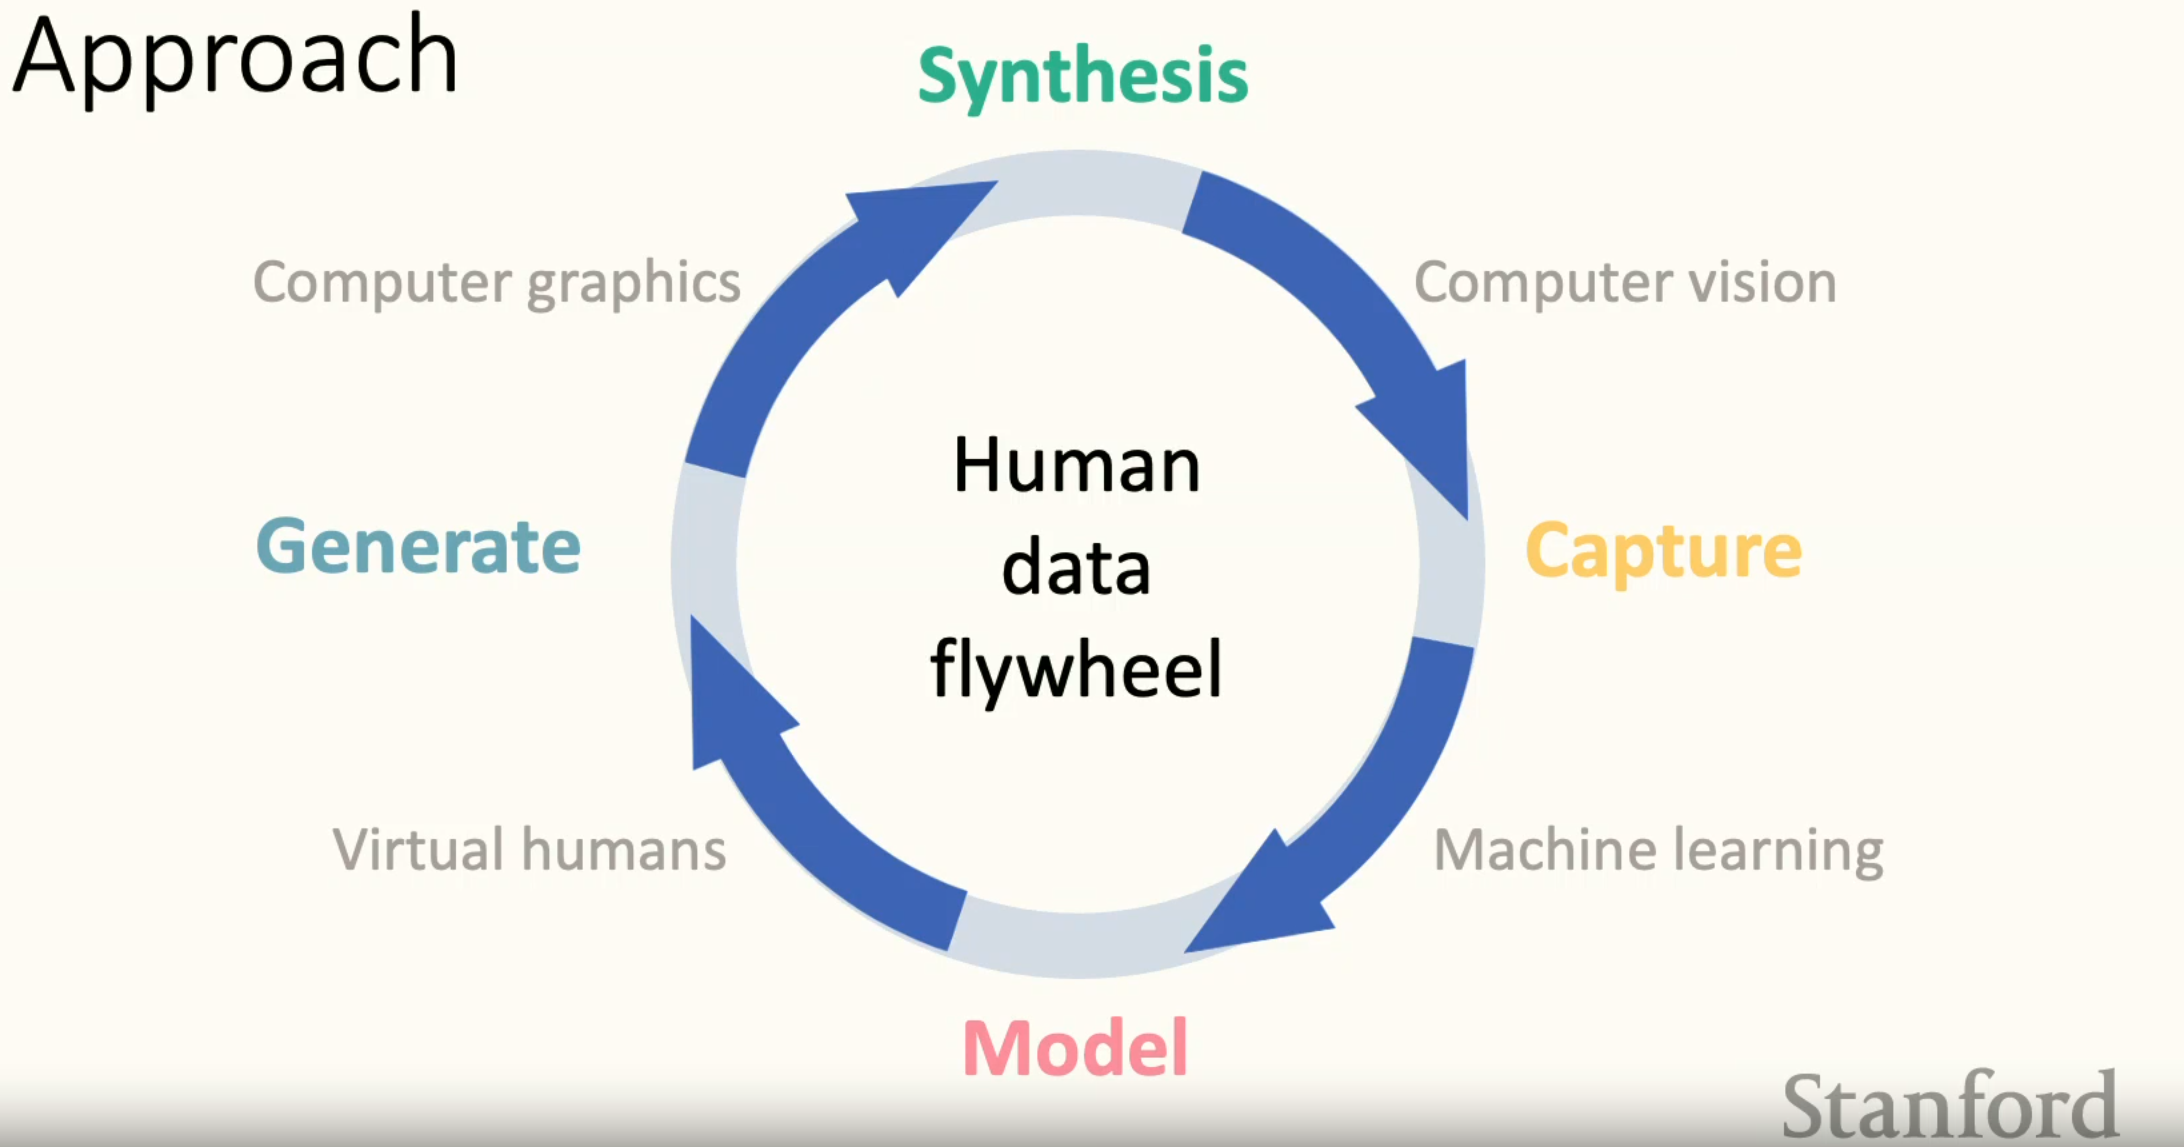 Approach
Synthesis
Computer graphics
Computer vision
Human
data
flywheel
Generate
Capture
Virtual humans
Machine learning
Model
Stanford